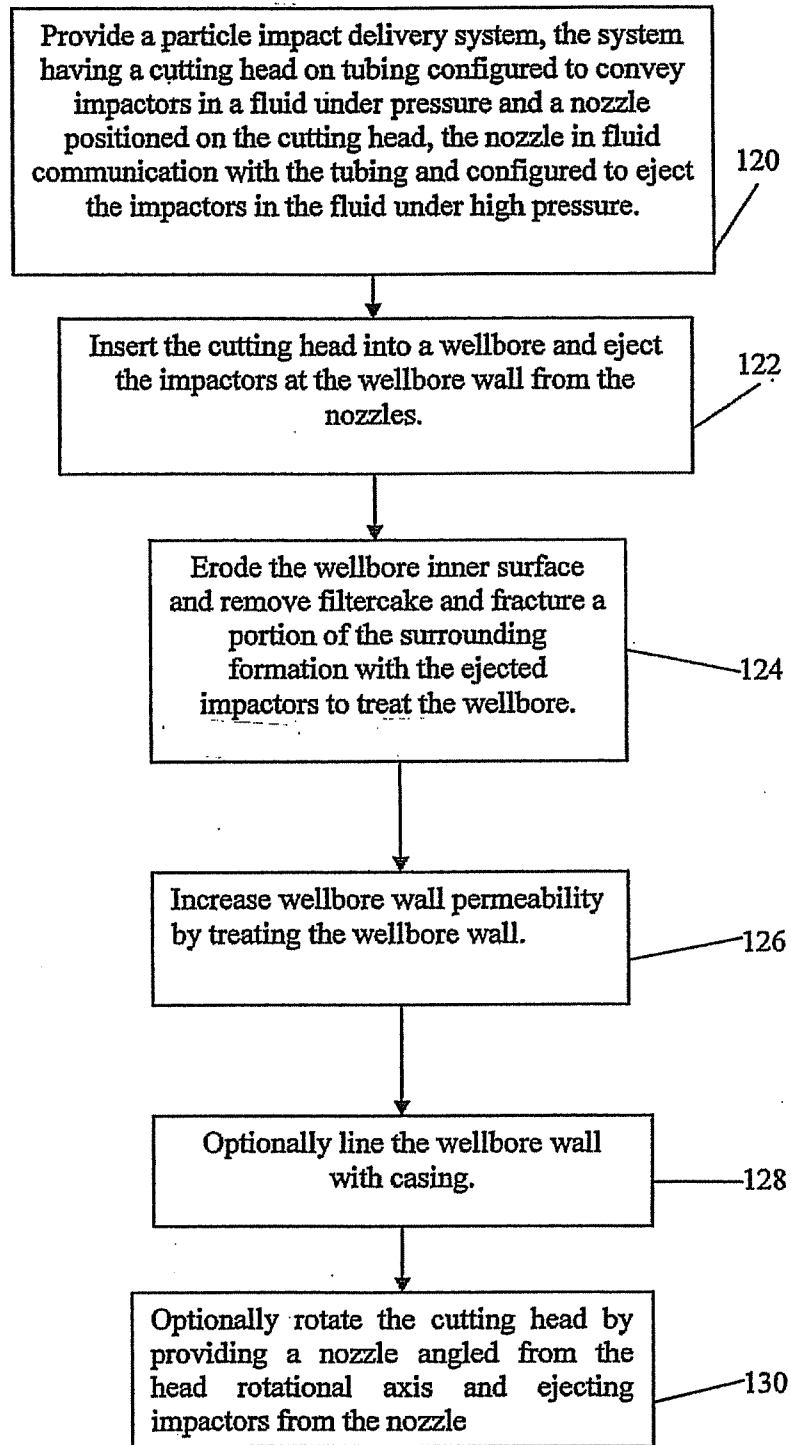 Provide a particle impact delivery system, the system
having a cutting head on tubing configured to convey
impactors in a fluid under pressure and a nozzle
positioned on the cutting head, the nozzle in fluid
communication with the tubing and configured to eject
the impactors in the fluid under high pressure.
120
Insert the cutting head into a wellbore and eject
the impactors at the wellbore wall from the
nozzles.
122
Erode the wellbore inner surface
and remove filtercake and fracture a
portion of the surrounding
formation with the ejected
impactors to treat the wellbore.
124
Increase wellbore wall permeability
by treating the wellbore wall.
126
Optionally line the wellbore wall
with casing.
128
Optionally rotate the cutting head by
providing a nozzle angled from the
head rotational axis and ejecting
impactors from the nozzle
130